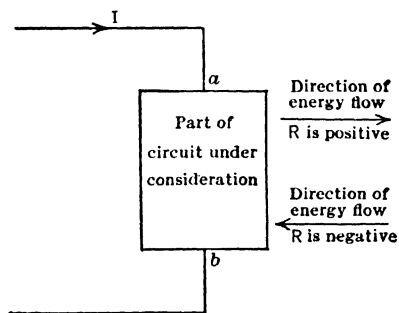 I
a
Part of
circuit under
consideration
Direction of
energy flow
R is positive
Direction of
energy flow
R is negative
b